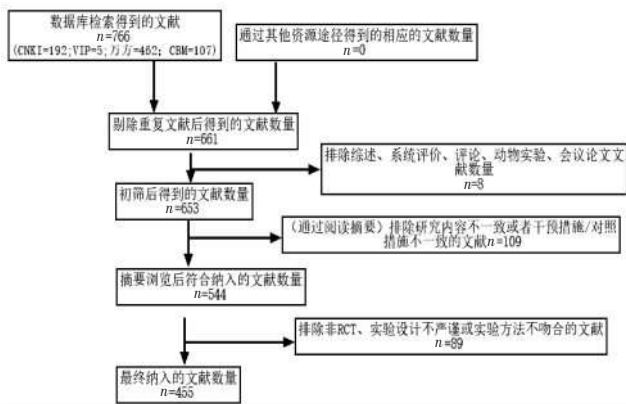 数据库检索得到的文献
n=766
(CNKI=192;VIP=5;万方=462；CBM=107)
通过其他资源途径得到的相应的文献数量
n=0
剔除重复文献后得到的文献数量
n=661
排除综述、系统评价、评论、动物实验、会议论文文
献数量
n=8
初筛后得到的文献数量
n=653
（通过阅读摘要）排除研究内容不一致或者干预措施/对照
措施不一致的文献n=109
摘要浏览后符合纳入的文献数量
n=544
排除非RCT、实验设计不严谨或实验方法不吻合的文献
n=89
最终纳入的文献数量
n=455